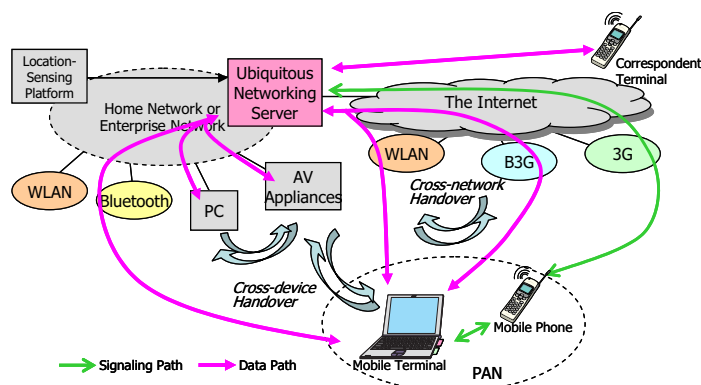 Location-
Sensing
Platform
Ubiquitous
Networking
Server
Correspondent
Terminal
Home Network or
Enterprise Network
The Internet
WLAN
Bluetooth
PC
AV
Appliances
WLAN
B3G
3G
Cross-network
Handover
Cross-device
Handover
Mobile Terminal
Mobile Phone
PAN
Signaling Path
Data Path